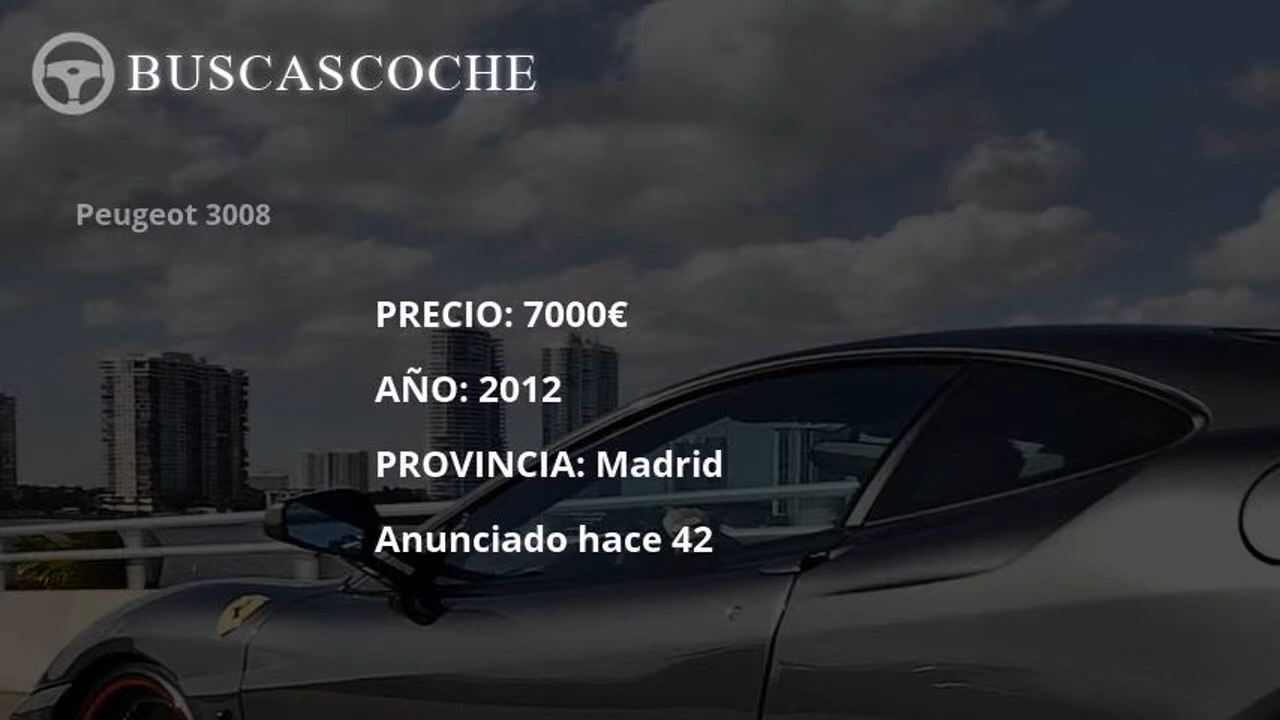 BUSCASCOCHE
Peugeot 3008
PRECIO: 7000€
AÑO: 2012
PROVINCIA: Madrid
Anunciado hace 42